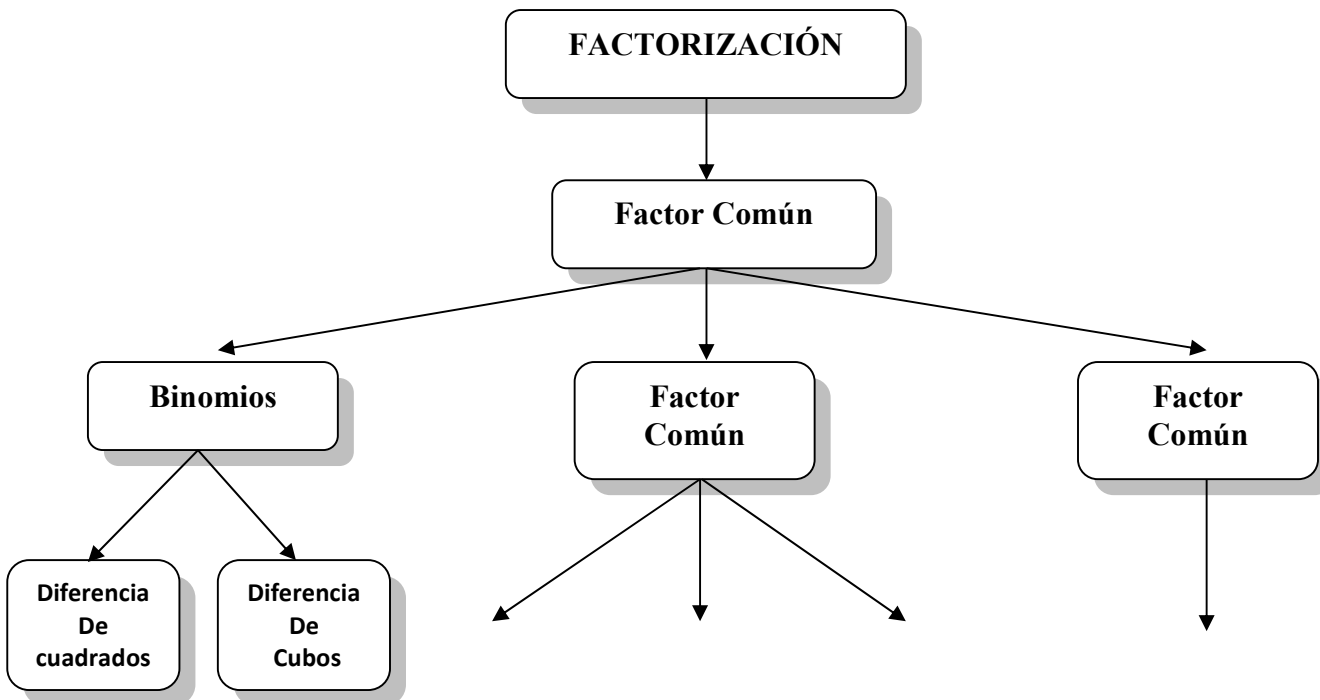 FACTORIZACIÓN
Factor Común
Binomios
Factor
Común
Factor
Común
Diferencia
De
cuadrados
Diferencia
De
Cubos